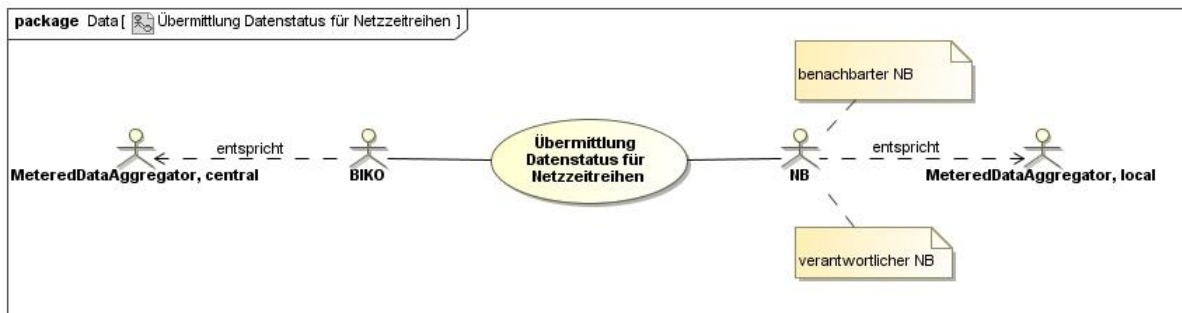 package Data [ Übermittlung Datenstatus für Netzzeitreihen ]
benachbarter NB
entspricht
entspricht
Übermittlung
Datenstatus für
Netzzeitreihen
MeteredDataAggregator, central
BIKO
NB
MeteredDataAggregator, local
verantwortlicher NB